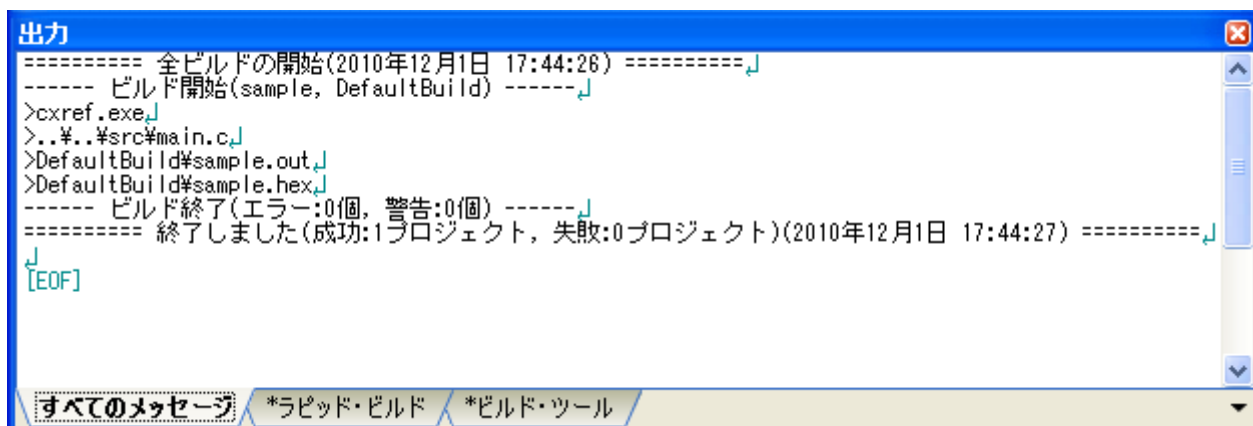 出力
========== 全ビルドの開始(2010年12月1日 17:44:26) ==========↵
------ ビルド開始(sample, DefaultBuild) ------↵
>cxref.exe↵
>..¥..¥src¥main.c↵
>DefaultBuild¥sample.out↵
>DefaultBuild¥sample.hex↵
------ ビルド終了(エラー:0個, 警告:0個) ------↵
========== 終了しました(成功:1プロジェクト, 失敗:0プロジェクト)(2010年12月1日 17:44:27) ==========↵
↵
[EOF]
すべてのメッセージ *ラピッド・ビルド *ビルド・ツール